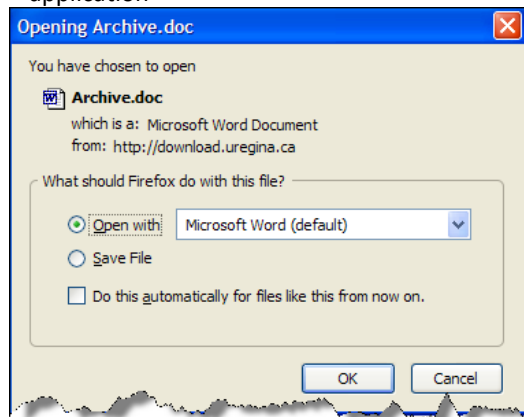 application
Opening Archive.doc
You have chosen to open
Archive.doc
which is a: Microsoft Word Document
from: http://download.uregina.ca
What should Firefox do with this file?
Open with Microsoft Word (default)
Save File
Do this automatically for files like this from now on.
OK Cancel